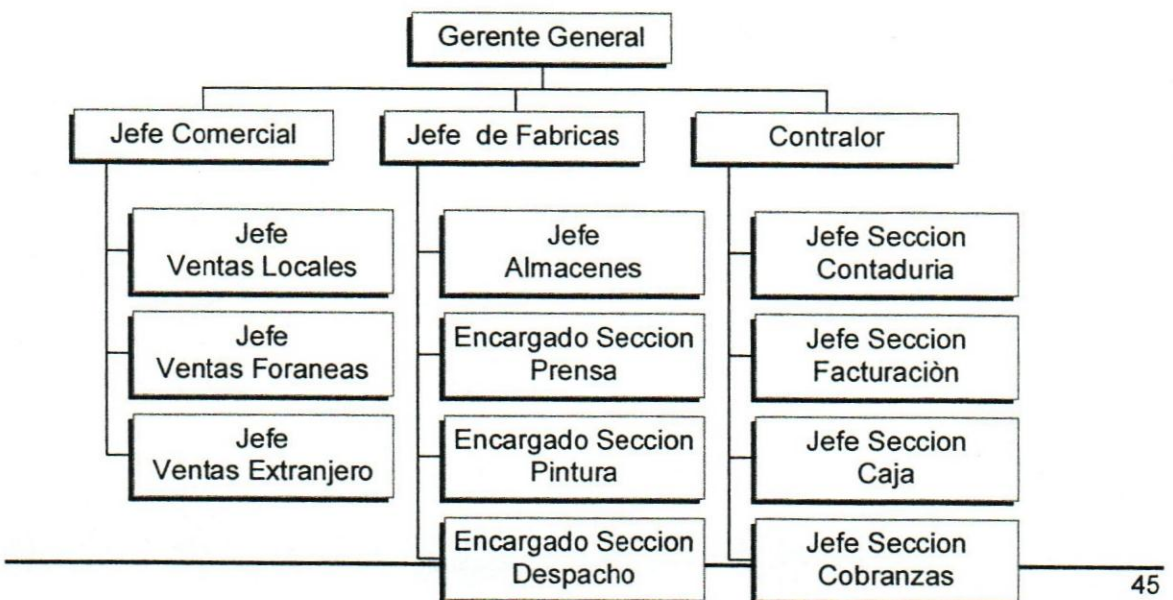 Gerente General
Jefe Comercial
Jefe de Fabricas
Contralor
Jefe
Ventas Locales
Jefe
Ventas Foraneas
Jefe
Ventas Extranjero
Jefe
Almacenes
Encargado Seccion
Prensa
Encargado Seccion
Pintura
Encargado Seccion
Despacho
Jefe Seccion
Contaduria
Jefe Seccion
Facturaciòn
Jefe Seccion
Caja
Jefe Seccion
Cobranzas
45